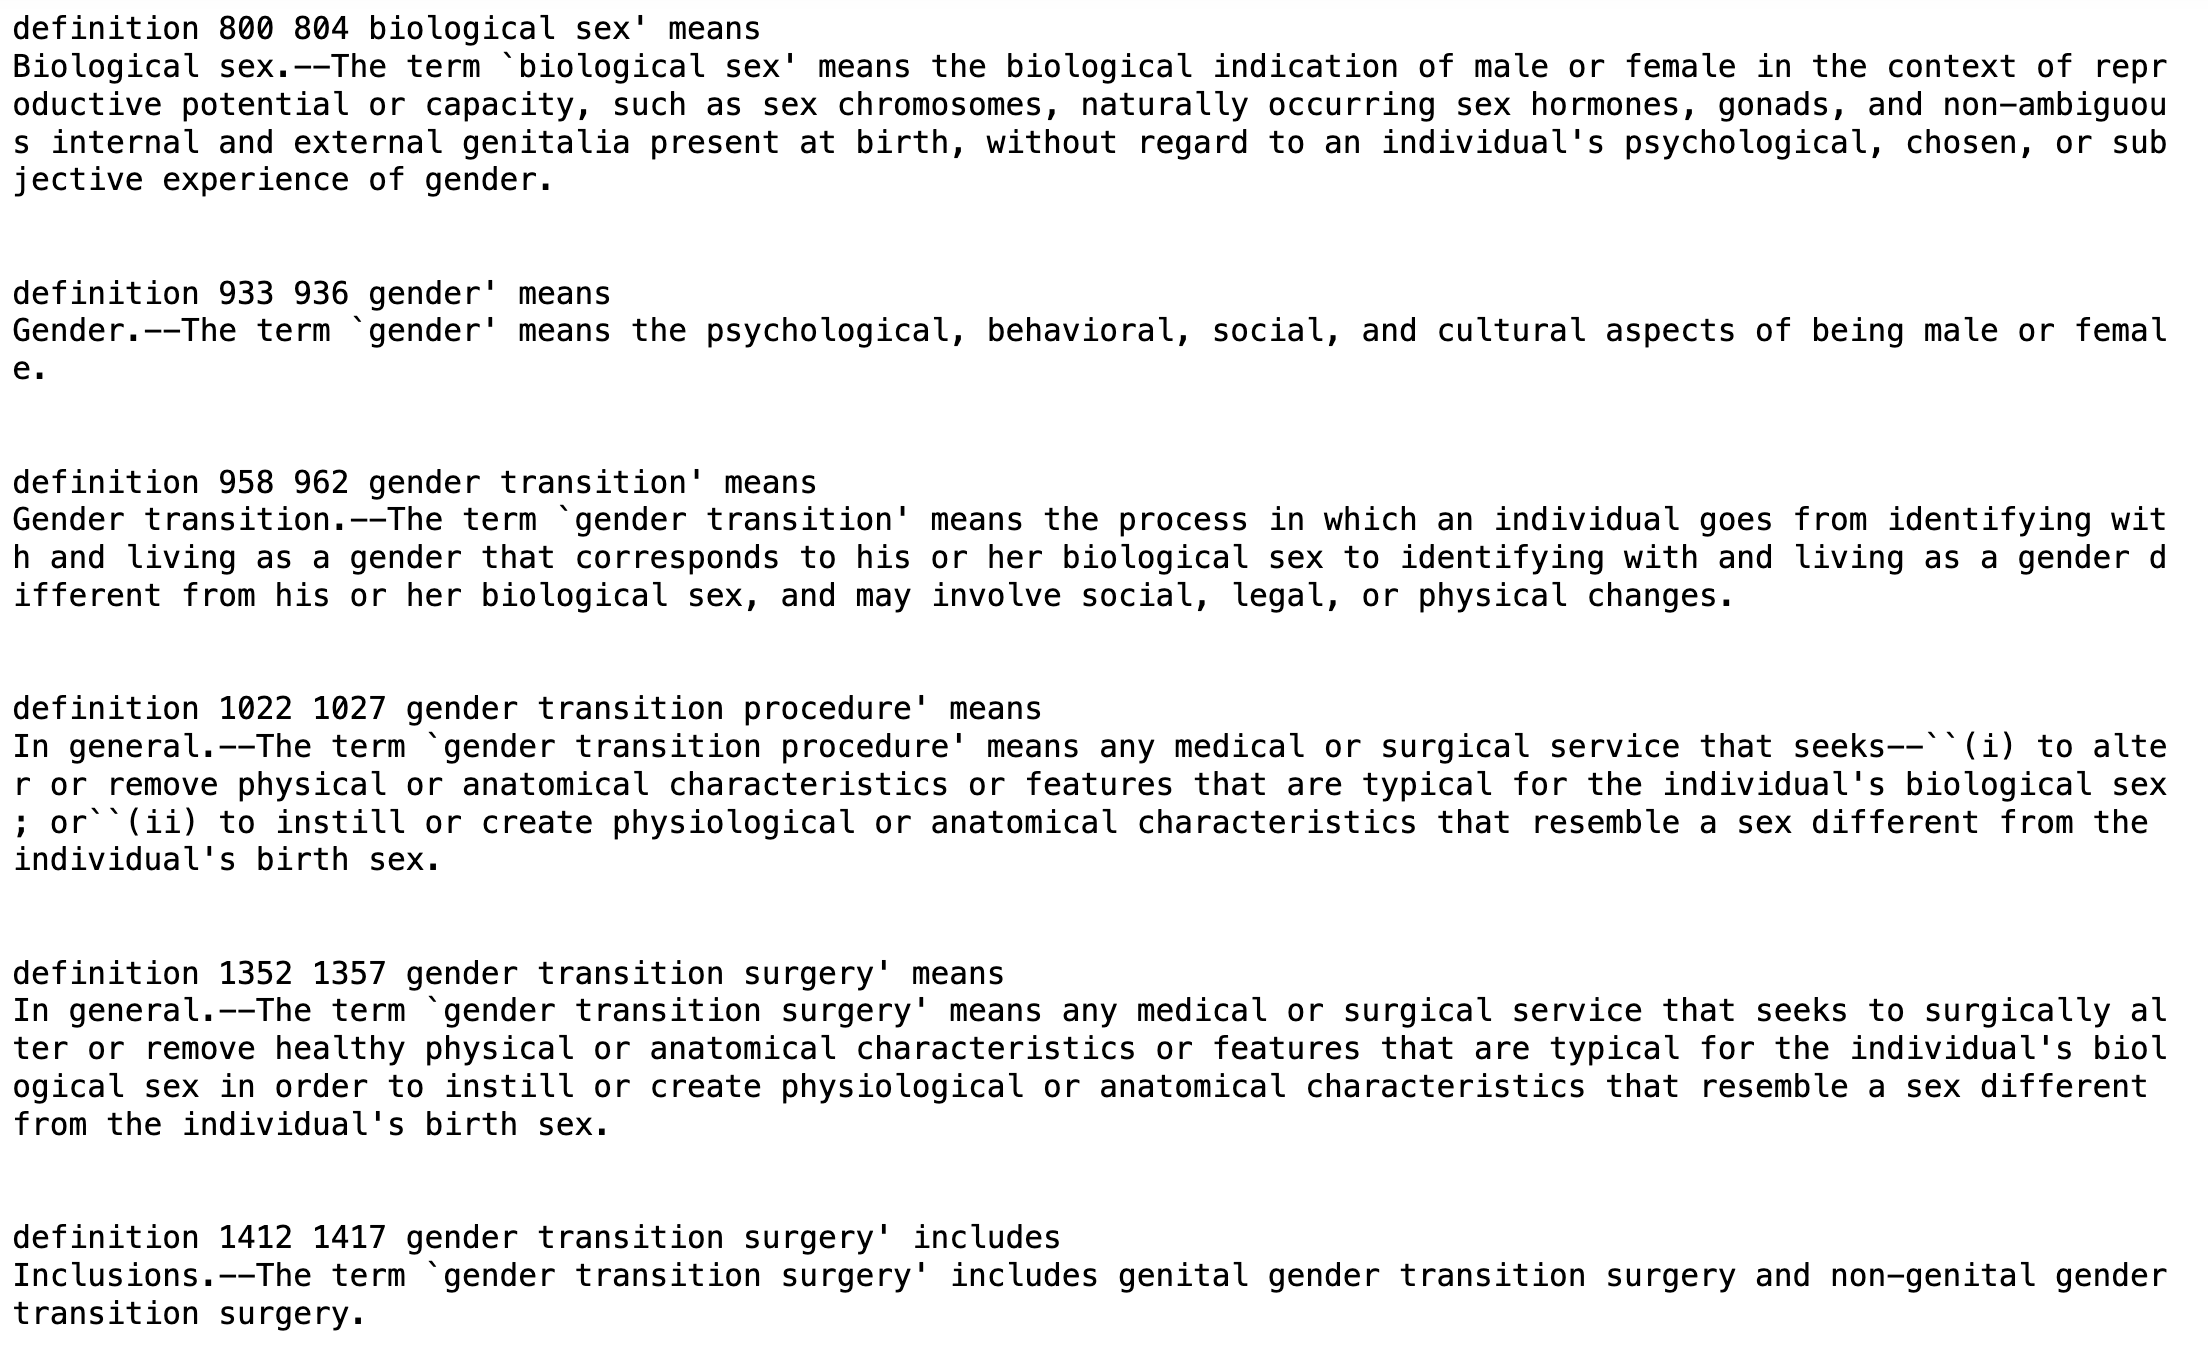 definition 800 804 biological sex' means
Biological sex.--The term `biological sex' means the biological indication of male or female in the context of repr
oductive potential or capacity, such as sex chromosomes, naturally occurring sex hormones, gonads, and non-ambiguou
s internal and external genitalia present at birth, without regard to an individual's psychological, chosen, or sub
jective experience of gender.
definition 933 936 gender' means
Gender.--The term `gender' means the psychological, behavioral, social, and cultural aspects of being male or femal
e.
definition 958 962 gender transition' means
Gender transition.--The term `gender transition' means the process in which an individual goes from identifying wit
h and living as a gender that corresponds to his or her biological sex to identifying with and living as a gender d
ifferent from his or her biological sex, and may involve social, legal, or physical changes.
definition 1022 1027 gender transition procedure' means
In general.--The term `gender transition procedure' means any medical or surgical service that seeks--``(i) to alte
r or remove physical or anatomical characteristics or features that are typical for the individual's biological sex
; or``(ii) to instill or create physiological or anatomical characteristics that resemble a sex different from the
individual's birth sex.
definition 1352 1357 gender transition surgery' means
In general.--The term `gender transition surgery' means any medical or surgical service that seeks to surgically al
ter or remove healthy physical or anatomical characteristics or features that are typical for the individual's biol
ogical sex in order to instill or create physiological or anatomical characteristics that resemble a sex different
from the individual's birth sex.
definition 1412 1417 gender transition surgery' includes
Inclusions.--The term `gender transition surgery' includes genital gender transition surgery and non-genital gender
transition surgery.